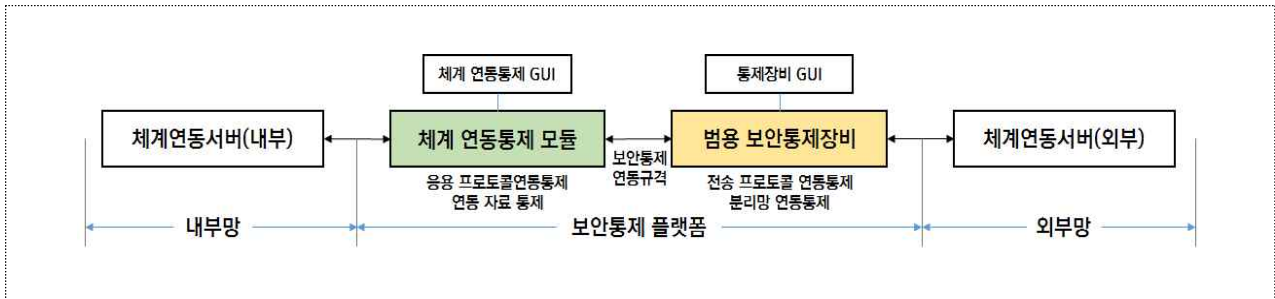 체계 연동통제 GUI
통제장비 GUI
체계연동서버(내부)
체계 연동통제 모듈
범용 보안통제장비
체계연동서버(외부)
보안통제
연동규격
응용 프로토콜연동통제
연동 자료 통제
전송 프로토콜 연동통제
분리망 연동통제
내부망
보안통제 플랫폼
외부망